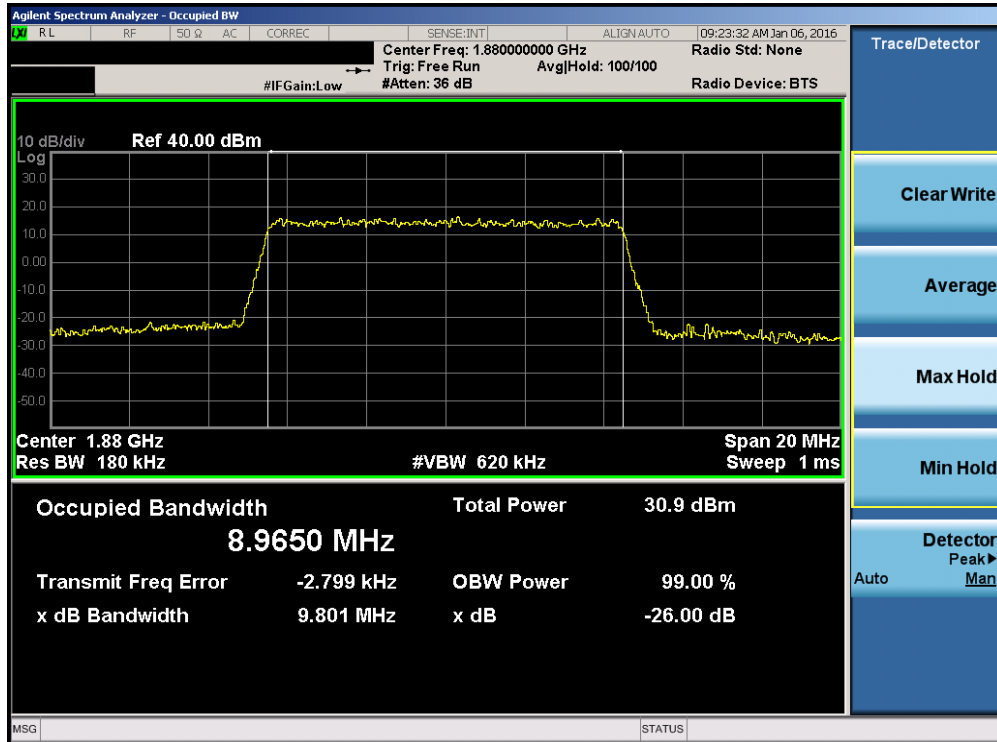 Agilent Spectrum Analyzer - Occupied BW
LXI RL RF 50 Ω AC CORREC SENSE:INT ALIGN AUTO 09:23:32 AM Jan 06, 2016
Center Freq: 1.880000000 GHz Radio Std: None
Trig: Free Run Avg|Hold: 100/100
#IFGain:Low #Atten: 36 dB Radio Device: BTS
10 dB/div Ref 40.00 dBm
Log
30.0
20.0
10.0
0.00
-10.0
-20.0
-30.0
-40.0
-50.0
Center 1.88 GHz Span 20 MHz
Res BW 180 kHz #VBW 620 kHz Sweep 1 ms
Occupied Bandwidth Total Power 30.9 dBm
8.9650 MHz
Transmit Freq Error -2.799 kHz OBW Power 99.00 %
x dB Bandwidth 9.801 MHz x dB -26.00 dB
MSG STATUS
Trace/Detector
Clear Write
Average
Max Hold
Min Hold
Detector
Peak▶
Auto Man